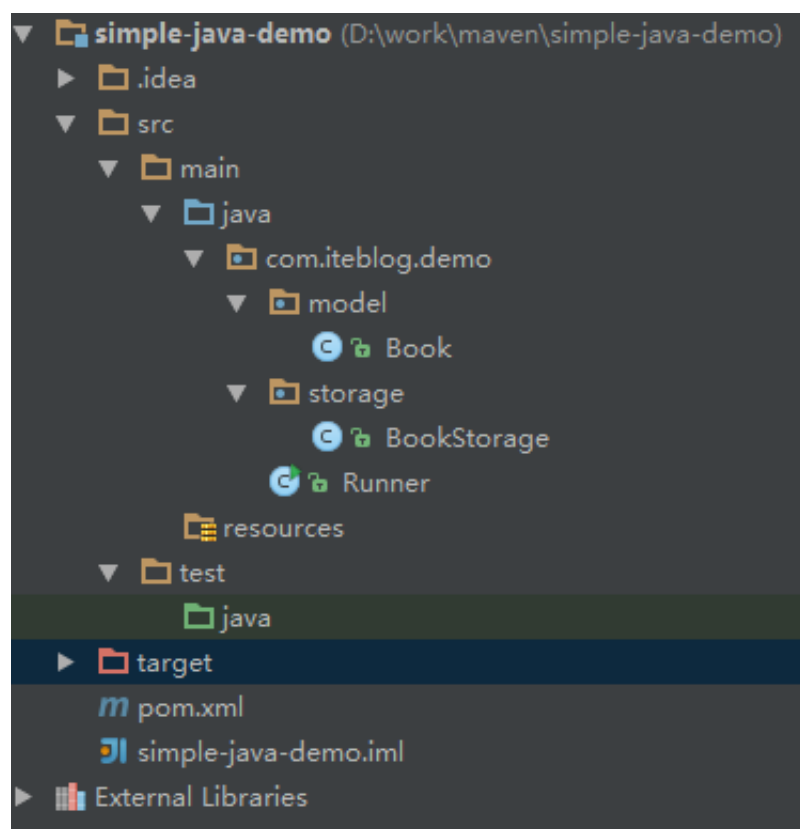 simple-java-demo (D:\work\maven\simple-java-demo)
.idea
src
main
java
com.iteblog.demo
model
Book
storage
BookStorage
Runner
resources
test
java
target
pom.xml
simple-java-demo.iml
External Libraries